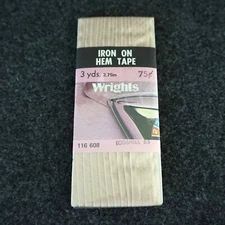 IRON ON
HEM TAPE
3 yds. 2.75m 75¢
Wrights
116 608